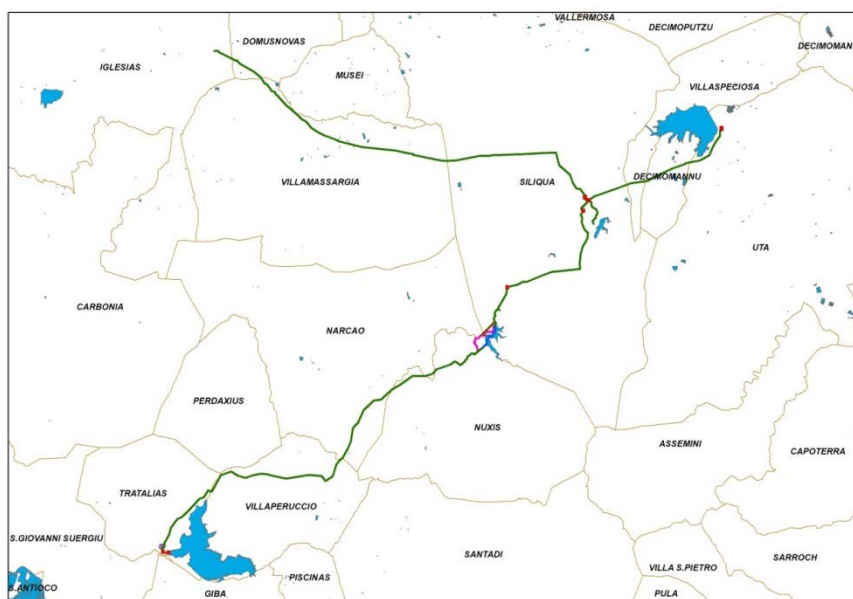 VALLERMOSA
DECIMOPUTZU
DOMUSNOVAS
DECIMOMAN
IGLESIAS
MUSEI
VILLASPECIOSA
VILLAMASSARGIA
SILIQUA
DECIMOMANNU
UTA
CARBONIA
NARCAO
PERDAXIUS
NUXIS
ASSEMINI
CAPOTERRA
TRATALIAS
VILLAPERUCCIO
S.GIOVANNI SUERGIU
SANTADI
SARROCH
VILLA S.PIETRO
PISCINAS
S.ANTIOCO
GIBA
PULA